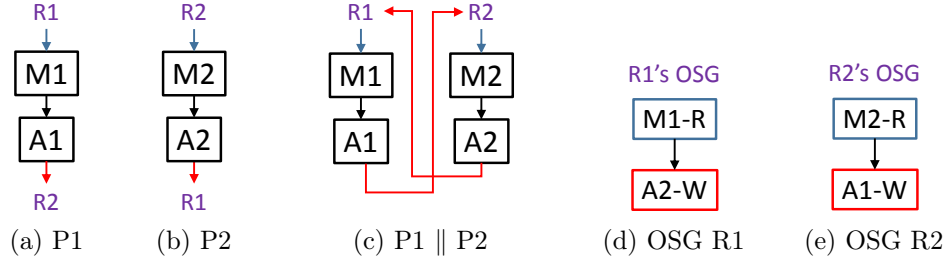 R1
M1
A1
R2
(a) P1
R2
M2
A2
R1
(b) P2
R1 R2
M1 M2
A1 A2
(c) P1 ∥ P2
R1's OSG
M1-R
A2-W
(d) OSG R1
R2's OSG
M2-R
A1-W
(e) OSG R2